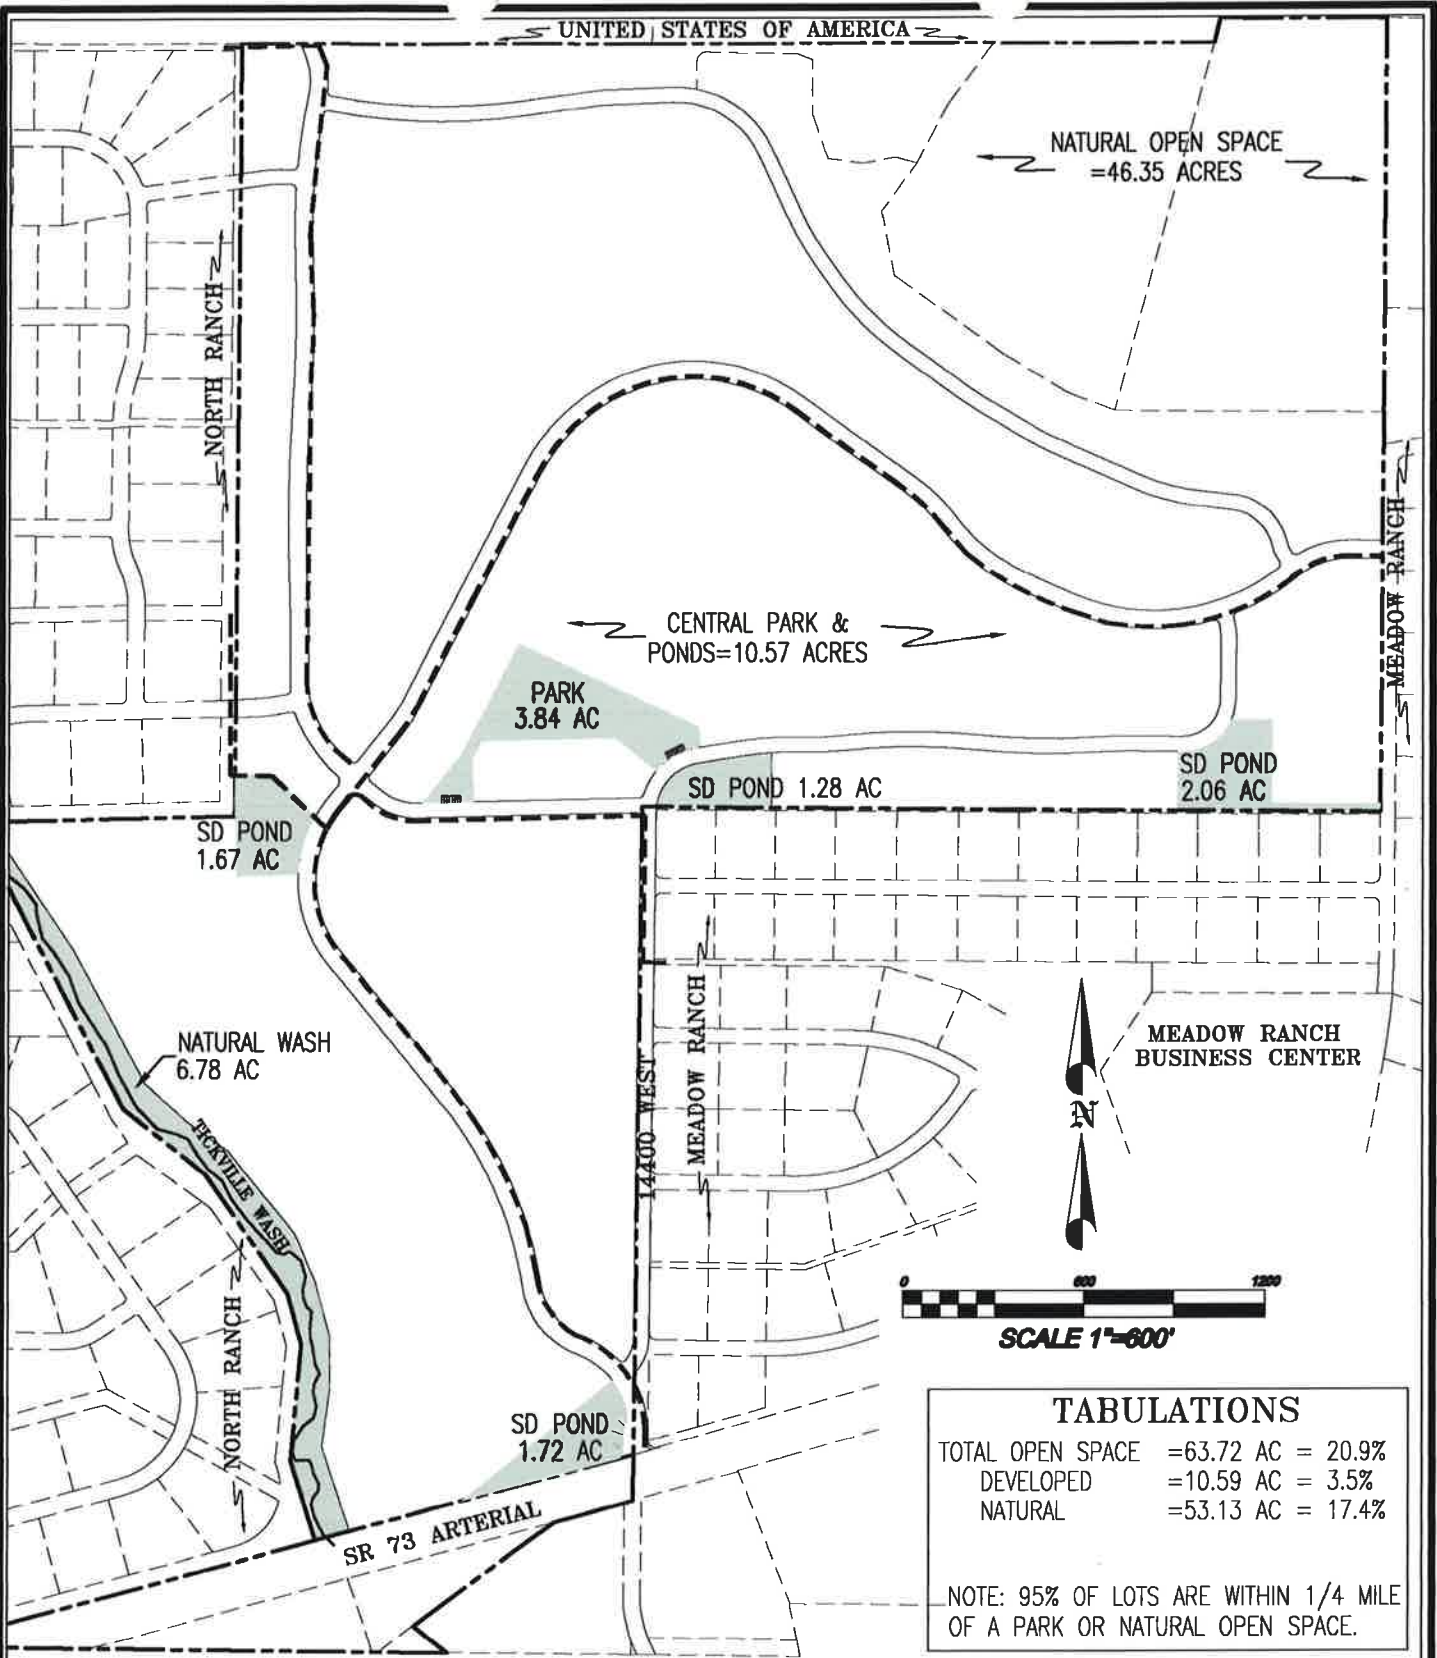 UNITED STATES OF AMERICA
NATURAL OPEN SPACE
=46.35 ACRES
NORTH RANCH
MEADOW RANCH
CENTRAL PARK &
PONDS=10.57 ACRES
PARK
3.84 AC
SD POND 1.28 AC
SD POND
2.06 AC
SD POND
1.67 AC
NATURAL WASH
6.78 AC
TICKVILLE WASH
NORTH RANCH
14400 WEST
MEADOW RANCH
MEADOW RANCH
BUSINESS CENTER
N
0 600 1200
SCALE 1"=600'
SD POND
1.72 AC
SR 73 ARTERIAL
TABULATIONS
TOTAL OPEN SPACE =63.72 AC = 20.9%
DEVELOPED =10.59 AC = 3.5%
NATURAL =53.13 AC = 17.4%
NOTE: 95% OF LOTS ARE WITHIN 1/4 MILE
OF A PARK OR NATURAL OPEN SPACE.